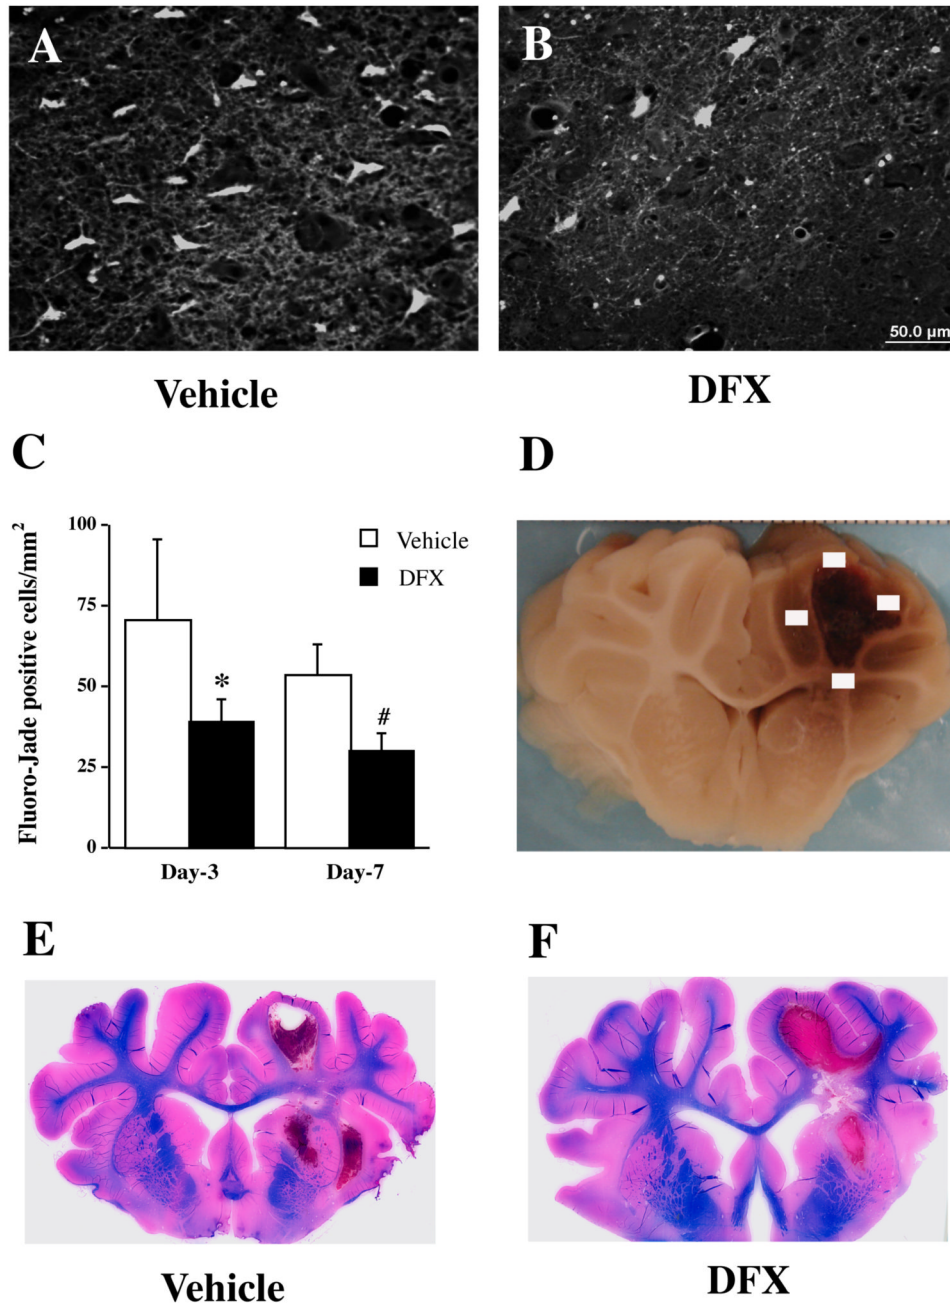 A
B
50.0 µm
Vehicle
DFX
C
D
Fluoro-Jade positive cells/mm²
100
75
50
25
0
Vehicle
DFX
*
#
Day-3
Day-7
E
F
Vehicle
DFX